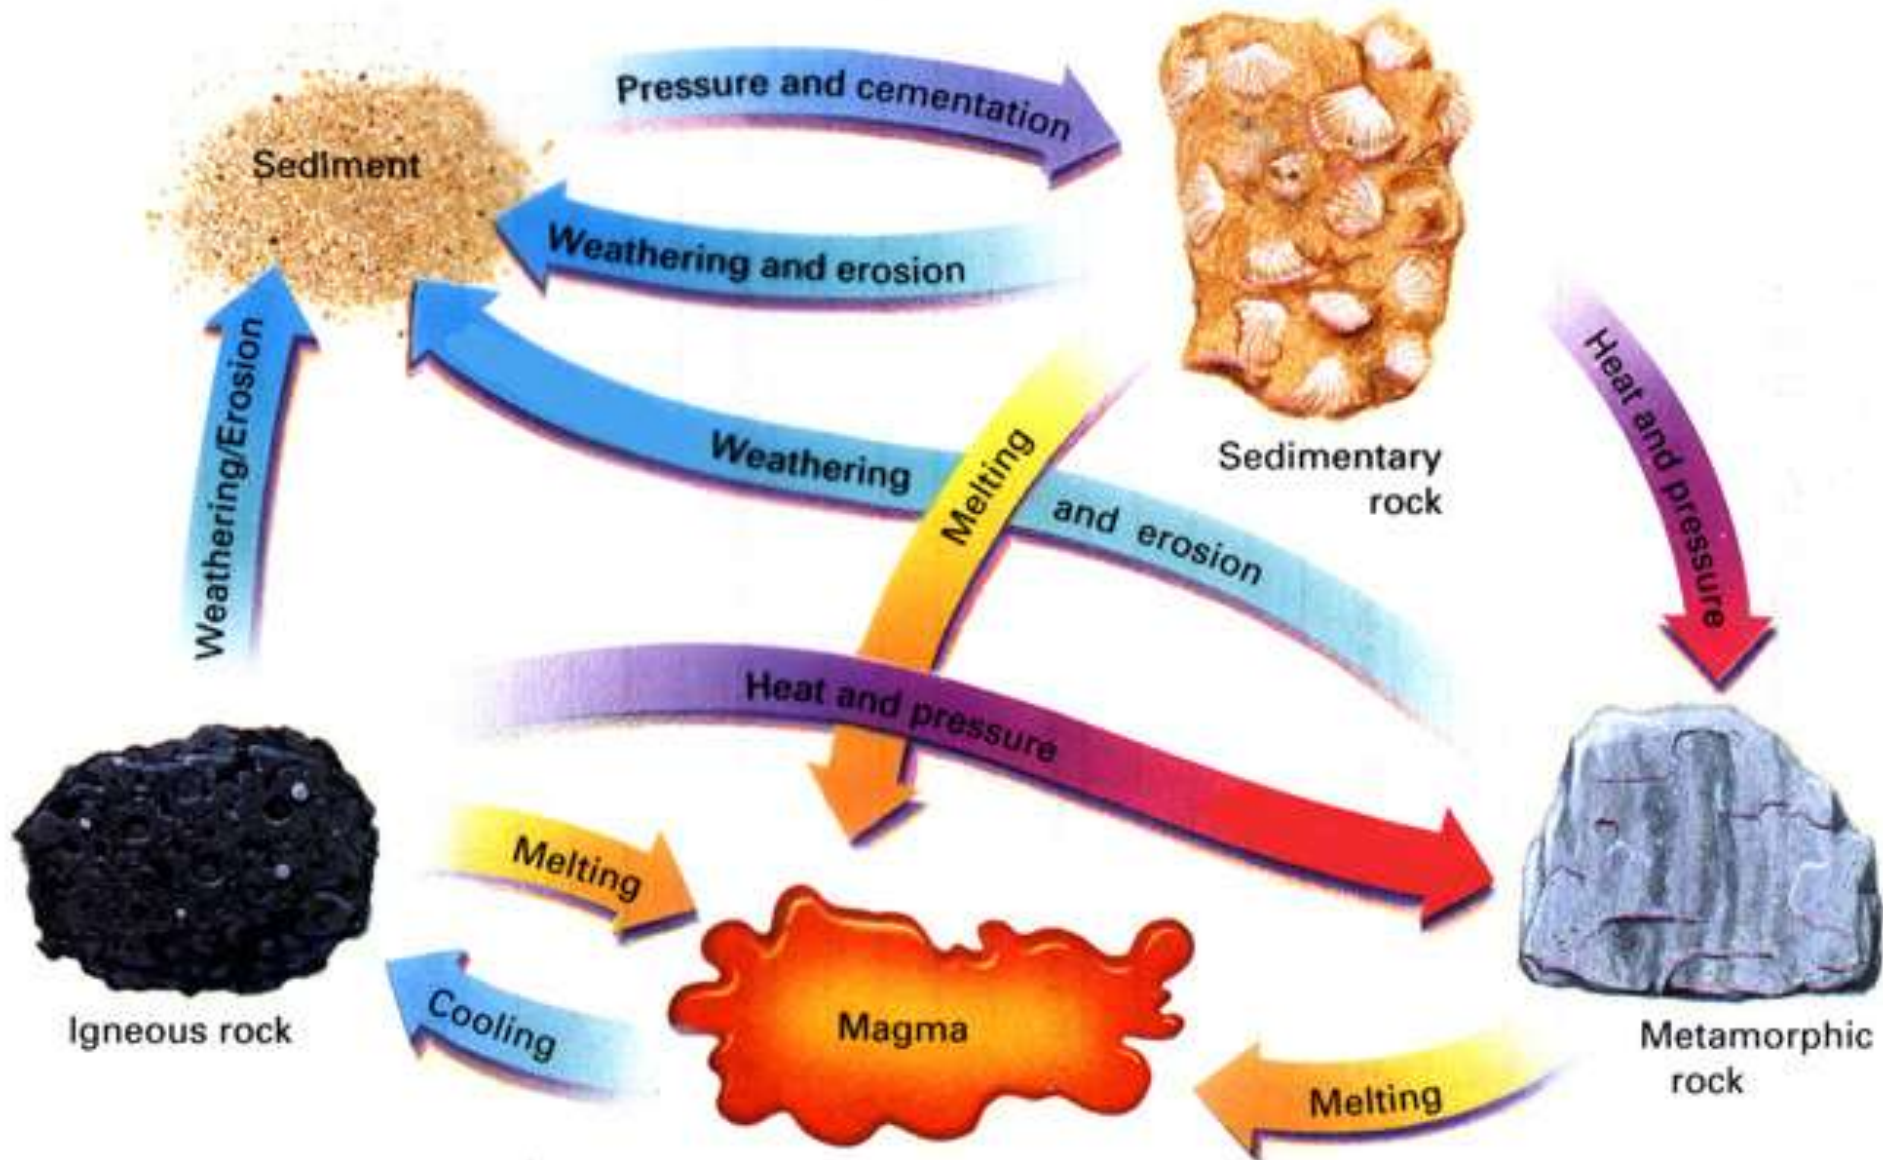 Pressure and cementation
Sediment
Weathering and erosion
Heat and pressure
Weathering/Erosion
Melting
Weathering and erosion
Sedimentary
rock
Heat and pressure
Melting
Igneous rock
Cooling
Magma
Metamorphic
rock
Melting